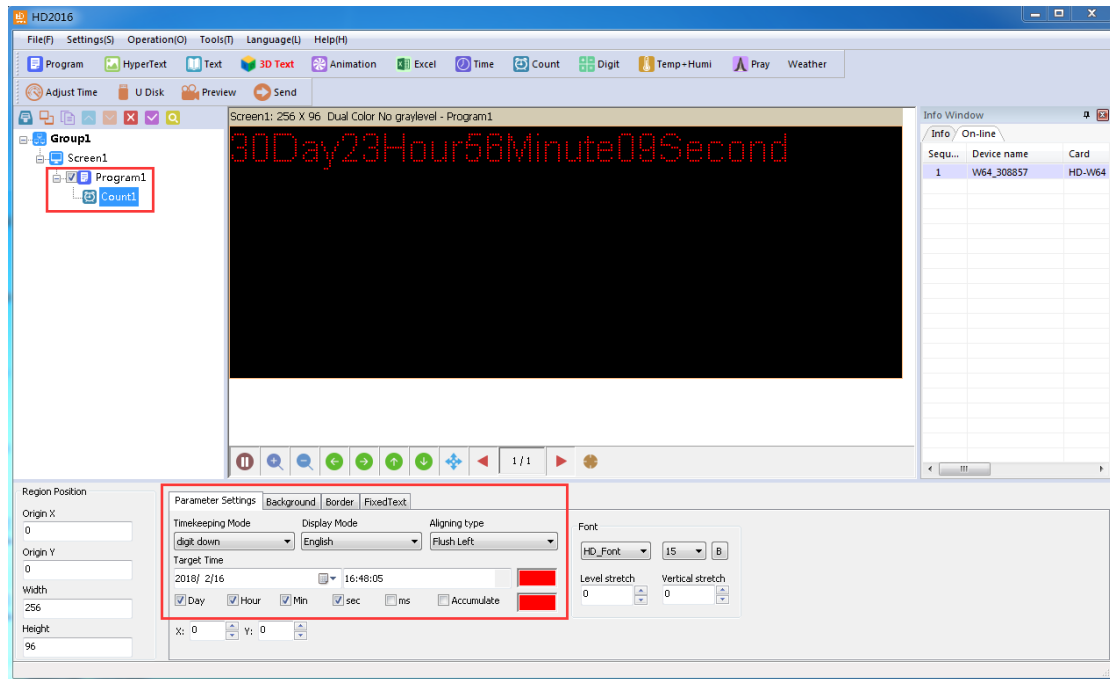 HD2016
File(F) Settings(S) Operation(O) Tools(T) Language(L) Help(H)
Program HyperText Text 3D Text Animation Excel Time Count Digit Temp+Humi Pray Weather
Adjust Time U Disk Preview Send
Group1
Screen1
Program1
Count1
Screen1: 256 X 96 Dual Color No graylevel - Program1
30Day23Hour56Minute09Second
1/1
Info Window
Info On-line
Sequ... Device name Card
1 W64_308857 HD-W64
Region Position
Origin X
0
Origin Y
0
Width
256
Height
96
Parameter Settings Background Border FixedText
Timekeeping Mode Display Mode Aligning type
digit down English Flush Left
Target Time
2018/ 2/16 16:48:05
Day Hour Min sec ms Accumulate
X: 0 Y: 0
Font
HD_Font 15 B
Level stretch Vertical stretch
0 0